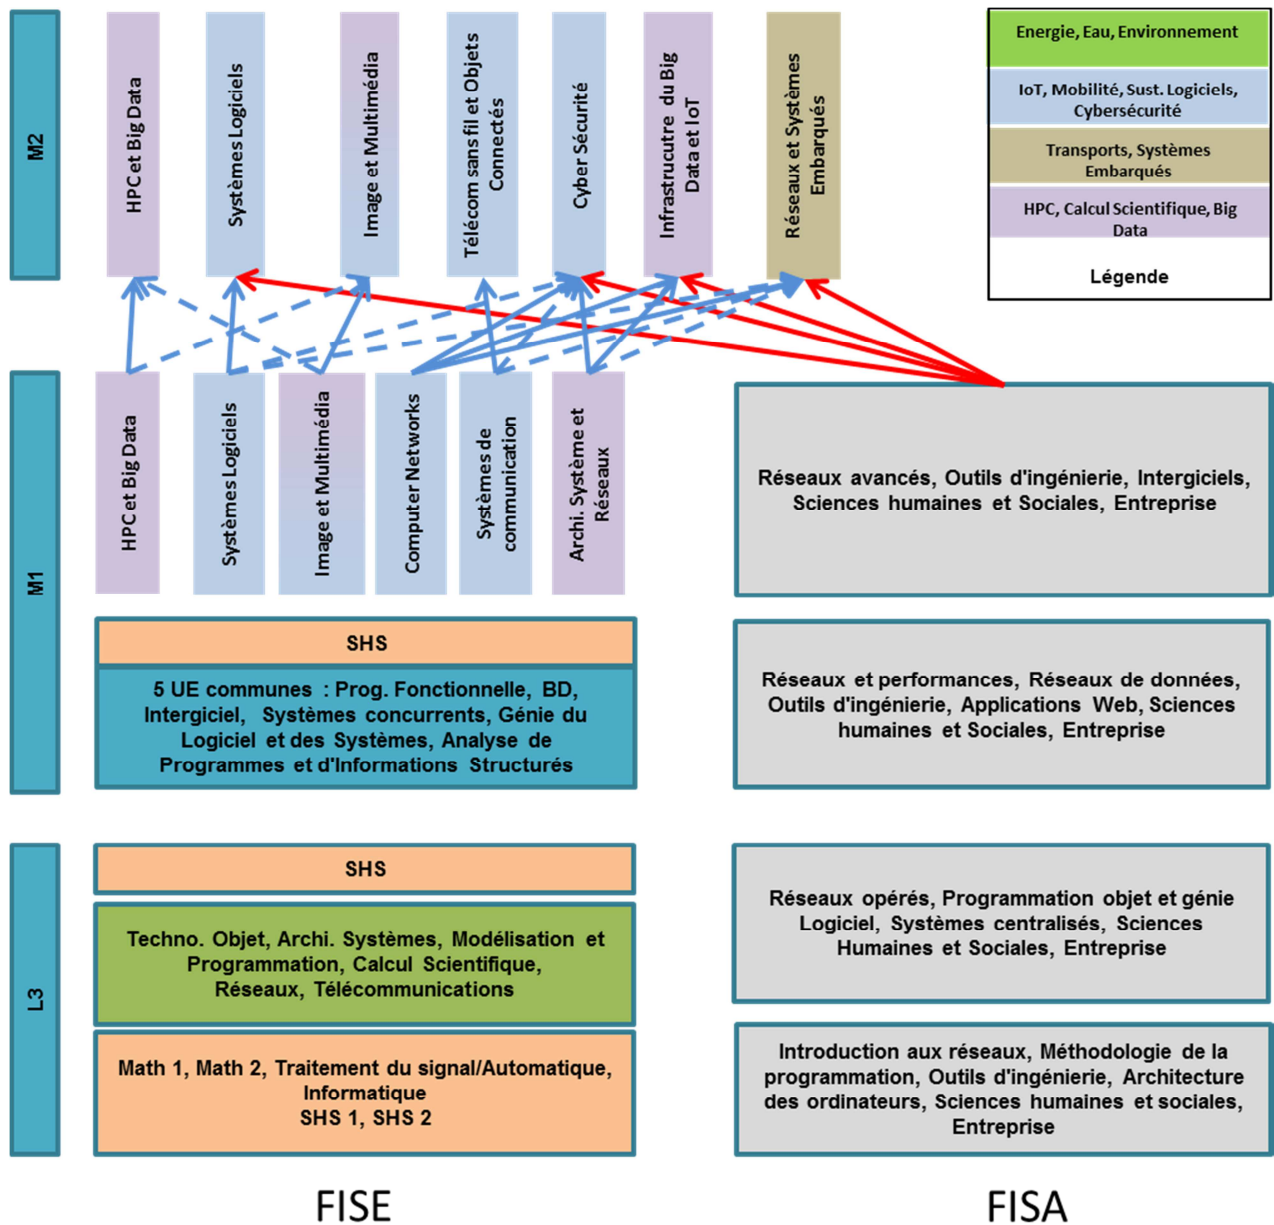 M2
HPC et Big Data
Systèmes Logiciels
Image et Multimédia
Télécom sans fil et Objets
Connectés
Cyber Sécurité
Infrastrucutre du Big
Data et IoT
Réseaux et Systèmes
Embarqués
Energie, Eau, Environnement
IoT, Mobilité, Sust. Logiciels,
Cybersécurité
Transports, Systèmes
Embarqués
HPC, Calcul Scientifique, Big
Data
Légende
M1
HPC et Big Data
Systèmes Logiciels
Image et Multimédia
Computer Networks
Systèmes de
communication
Archi. Système et
Réseaux
Réseaux avancés, Outils d'ingénierie, Intergiciels,
Sciences humaines et Sociales, Entreprise
SHS
5 UE communes : Prog. Fonctionnelle, BD,
Intergiciel, Systèmes concurrents, Génie du
Logiciel et des Systèmes, Analyse de
Programmes et d'Informations Structurés
Réseaux et performances, Réseaux de données,
Outils d'ingénierie, Applications Web, Sciences
humaines et Sociales, Entreprise
L3
SHS
Techno. Objet, Archi. Systèmes, Modélisation et
Programmation, Calcul Scientifique,
Réseaux, Télécommunications
Math 1, Math 2, Traitement du signal/Automatique,
Informatique
SHS 1, SHS 2
Réseaux opérés, Programmation objet et génie
Logiciel, Systèmes centralisés, Sciences
Humaines et Sociales, Entreprise
Introduction aux réseaux, Méthodologie de la
programmation, Outils d'ingénierie, Architecture
des ordinateurs, Sciences humaines et sociales,
Entreprise
FISE
FISA